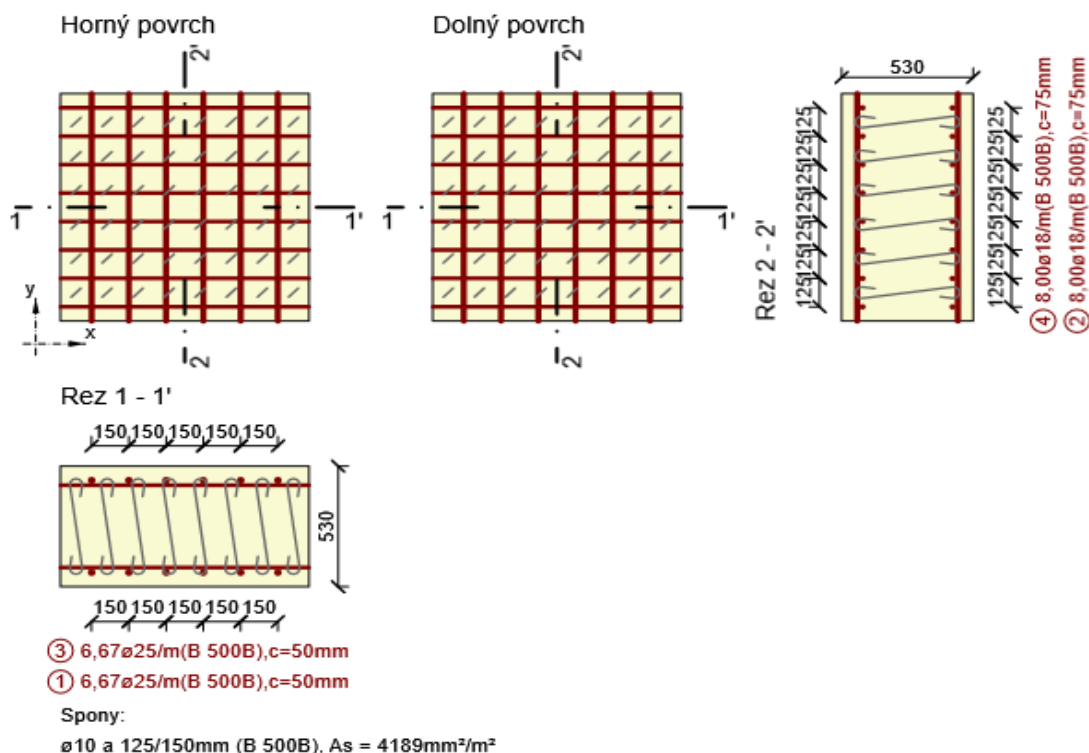 Horný povrch
Dolný povrch
2'
2'
530
1
1'
1
1'
125
125
125
125
125
125
125
125
125
125
125
125
125
125
Rez 2 - 2'
④ 8,00ø18/m(B 500B),c=75mm
② 8,00ø18/m(B 500B),c=75mm
y
x
2
2
Rez 1 - 1'
150 150 150 150 150
530
150 150 150 150 150
③ 6,67ø25/m(B 500B),c=50mm
① 6,67ø25/m(B 500B),c=50mm
Spony:
ø10 a 125/150mm (B 500B), As = 4189mm²/m²